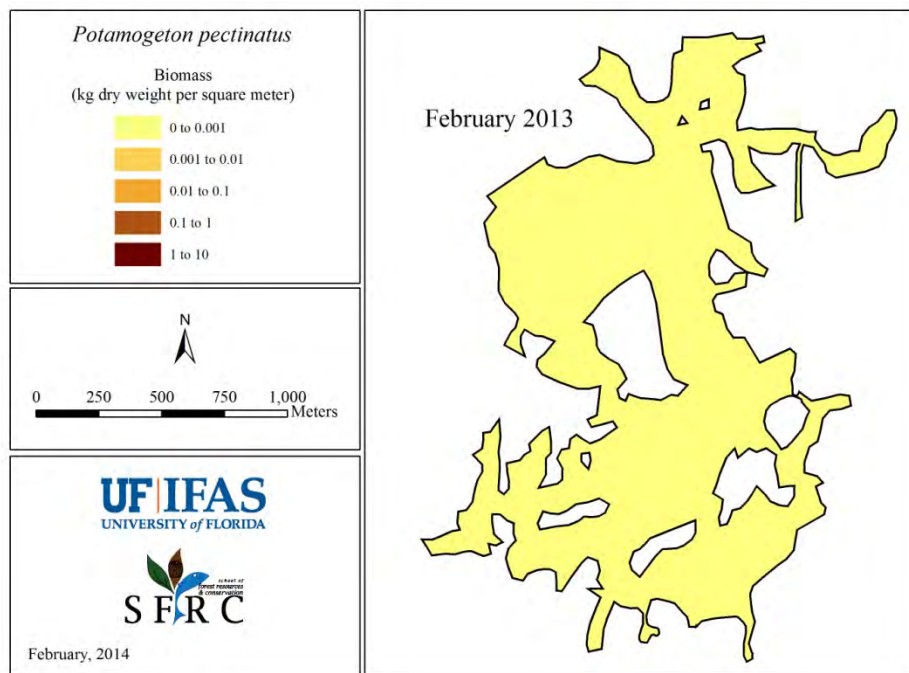 Potamogeton pectinatus
Biomass
(kg dry weight per square meter)
0 to 0.001
0.001 to 0.01
0.01 to 0.1
0.1 to 1
1 to 10
N
0 250 500 750 1,000
Meters
UF|IFAS
UNIVERSITY of FLORIDA
school of
forest resources
& conservation
SFRC
February, 2014
February 2013